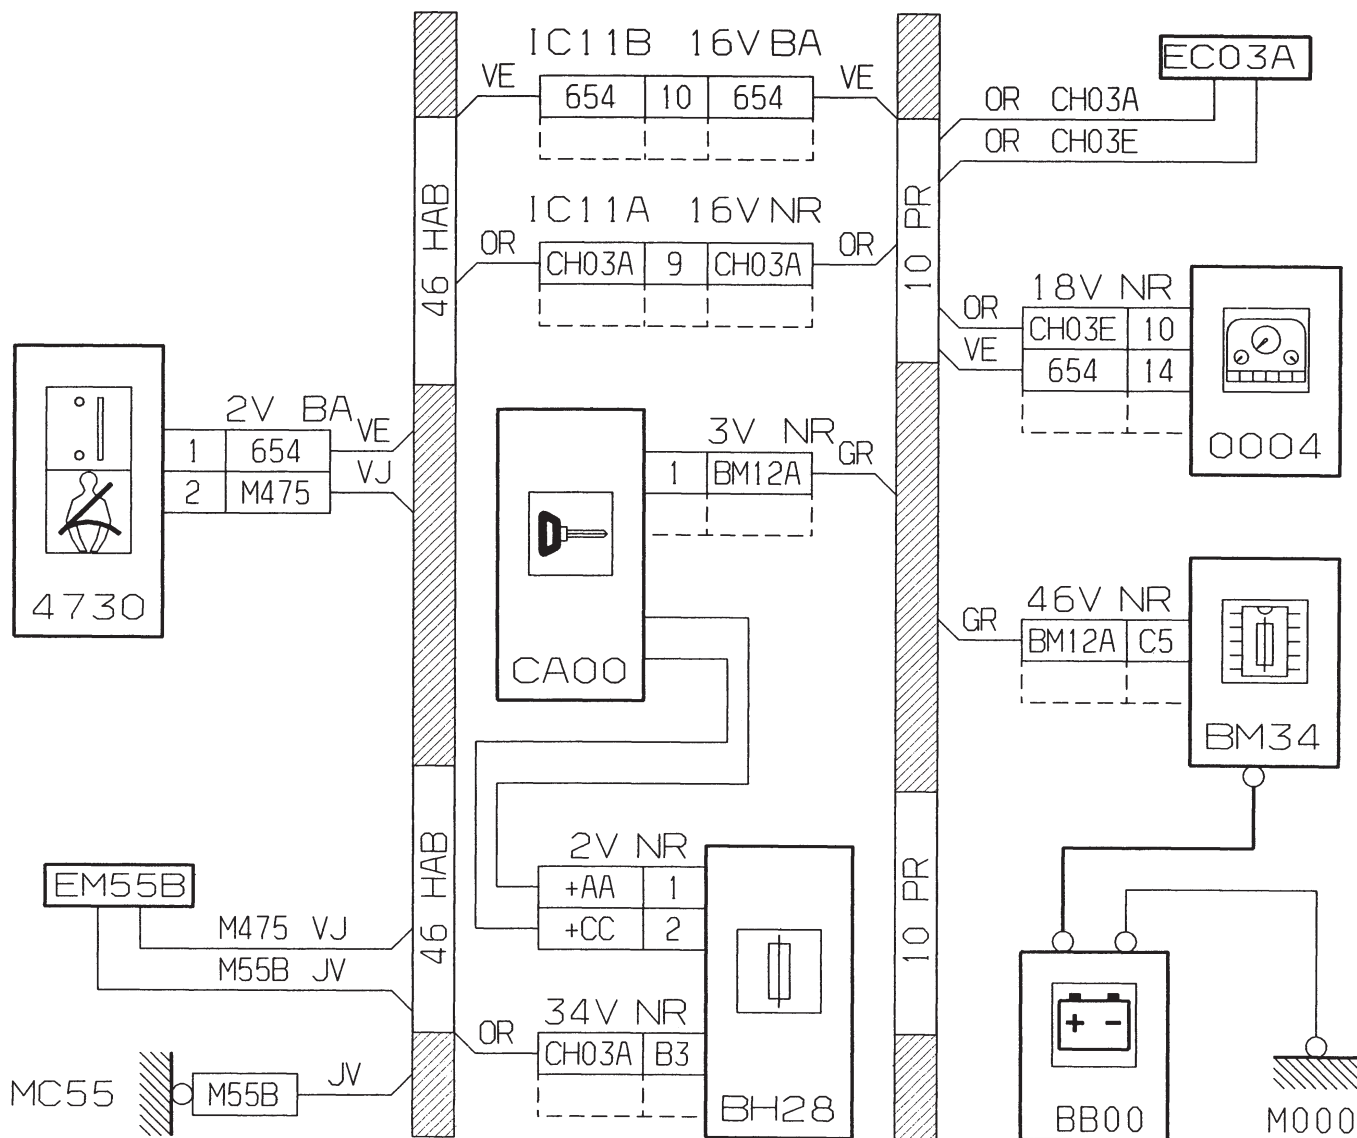 IC11B 16V BA
EC03A
VE
654 10 654
VE
OR CH03A
OR CH03E
46 HAB
10 PR
IC11A 16V NR
OR
CH03A 9 CH03A
OR
18V NR
OR
CH03E 10
VE
654 14
0004
2V BA
VE
1 654
VJ
2 M475
4730
3V NR
GR
1 BM12A
CA00
46V NR
GR
BM12A C5
BM34
2V NR
+AA 1
+CC 2
EM55B
M475 VJ
M55B JV
46 HAB
10 PR
34V NR
OR
CH03A B3
BH28
MC55
M55B
JV
+ -
BB00
M000